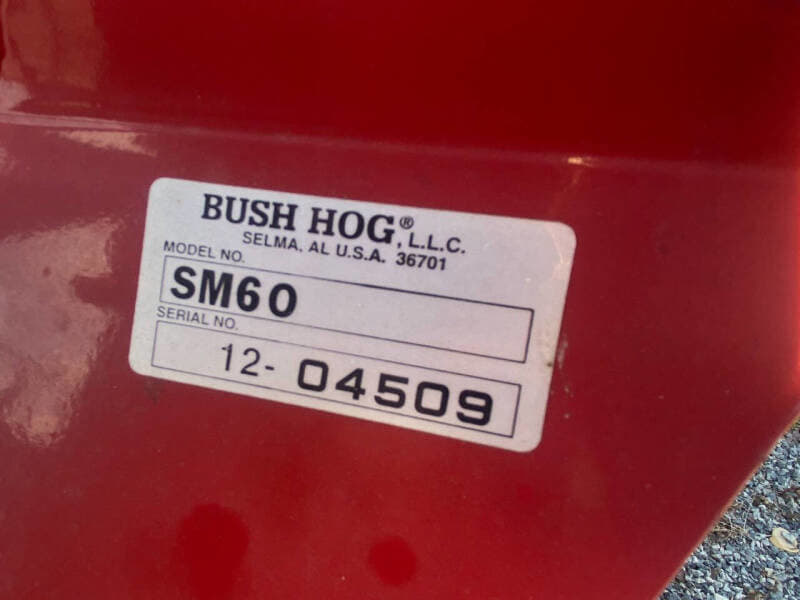 BUSH HOG®, L.L.C.
SELMA, AL U.S.A. 36701
MODEL NO.
SM60
SERIAL NO.
12- 04509